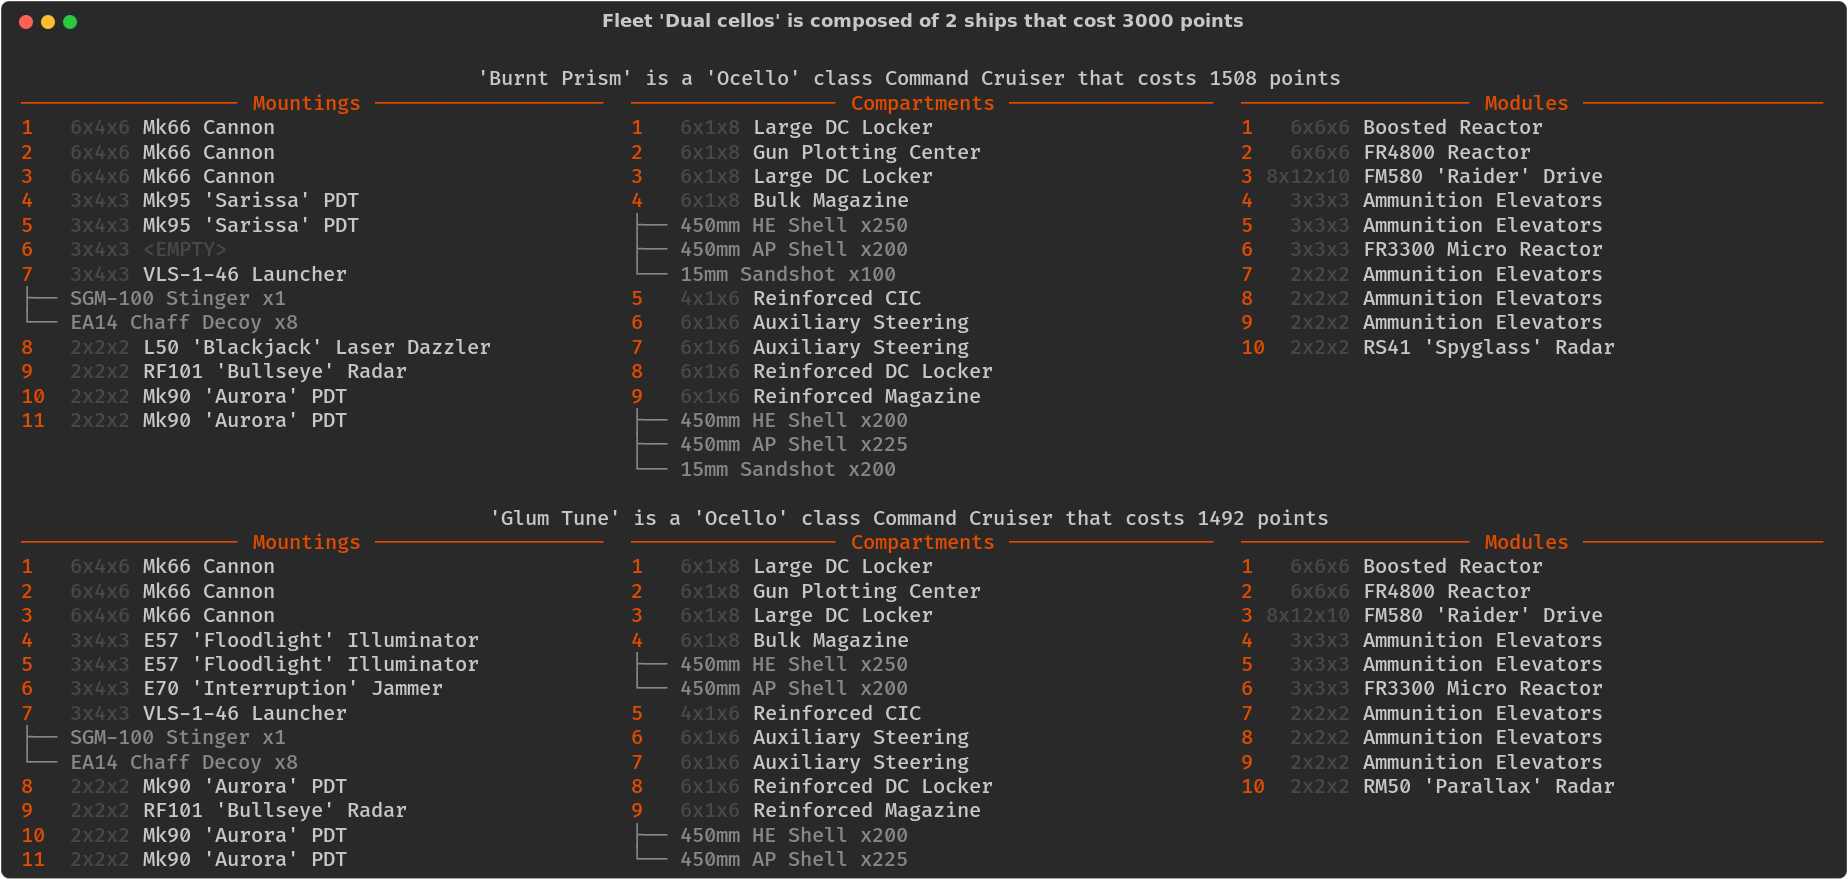 Fleet 'Dual cellos' is composed of 2 ships that cost 3000 points
'Burnt Prism' is a 'Ocello' class Command Cruiser that costs 1508 points
Mountings
1 6x4x6 Mk66 Cannon
2 6x4x6 Mk66 Cannon
3 6x4x6 Mk66 Cannon
4 3x4x3 Mk95 'Sarissa' PDT
5 3x4x3 Mk95 'Sarissa' PDT
6 3x4x3 <EMPTY>
7 3x4x3 VLS-1-46 Launcher
├── SGM-100 Stinger x1
└── EA14 Chaff Decoy x8
8 2x2x2 L50 'Blackjack' Laser Dazzler
9 2x2x2 RF101 'Bullseye' Radar
10 2x2x2 Mk90 'Aurora' PDT
11 2x2x2 Mk90 'Aurora' PDT
Compartments
1 6x1x8 Large DC Locker
2 6x1x8 Gun Plotting Center
3 6x1x8 Large DC Locker
4 6x1x8 Bulk Magazine
├── 450mm HE Shell x250
├── 450mm AP Shell x200
└── 15mm Sandshot x100
5 4x1x6 Reinforced CIC
6 6x1x6 Auxiliary Steering
7 6x1x6 Auxiliary Steering
8 6x1x6 Reinforced DC Locker
9 6x1x6 Reinforced Magazine
├── 450mm HE Shell x200
├── 450mm AP Shell x225
└── 15mm Sandshot x200
Modules
1 6x6x6 Boosted Reactor
2 6x6x6 FR4800 Reactor
3 8x12x10 FM580 'Raider' Drive
4 3x3x3 Ammunition Elevators
5 3x3x3 Ammunition Elevators
6 3x3x3 FR3300 Micro Reactor
7 2x2x2 Ammunition Elevators
8 2x2x2 Ammunition Elevators
9 2x2x2 Ammunition Elevators
10 2x2x2 RS41 'Spyglass' Radar
'Glum Tune' is a 'Ocello' class Command Cruiser that costs 1492 points
Mountings
1 6x4x6 Mk66 Cannon
2 6x4x6 Mk66 Cannon
3 6x4x6 Mk66 Cannon
4 3x4x3 E57 'Floodlight' Illuminator
5 3x4x3 E57 'Floodlight' Illuminator
6 3x4x3 E70 'Interruption' Jammer
7 3x4x3 VLS-1-46 Launcher
├── SGM-100 Stinger x1
└── EA14 Chaff Decoy x8
8 2x2x2 Mk90 'Aurora' PDT
9 2x2x2 RF101 'Bullseye' Radar
10 2x2x2 Mk90 'Aurora' PDT
11 2x2x2 Mk90 'Aurora' PDT
Compartments
1 6x1x8 Large DC Locker
2 6x1x8 Gun Plotting Center
3 6x1x8 Large DC Locker
4 6x1x8 Bulk Magazine
├── 450mm HE Shell x250
└── 450mm AP Shell x200
5 4x1x6 Reinforced CIC
6 6x1x6 Auxiliary Steering
7 6x1x6 Auxiliary Steering
8 6x1x6 Reinforced DC Locker
9 6x1x6 Reinforced Magazine
├── 450mm HE Shell x200
└── 450mm AP Shell x225
Modules
1 6x6x6 Boosted Reactor
2 6x6x6 FR4800 Reactor
3 8x12x10 FM580 'Raider' Drive
4 3x3x3 Ammunition Elevators
5 3x3x3 Ammunition Elevators
6 3x3x3 FR3300 Micro Reactor
7 2x2x2 Ammunition Elevators
8 2x2x2 Ammunition Elevators
9 2x2x2 Ammunition Elevators
10 2x2x2 RM50 'Parallax' Radar